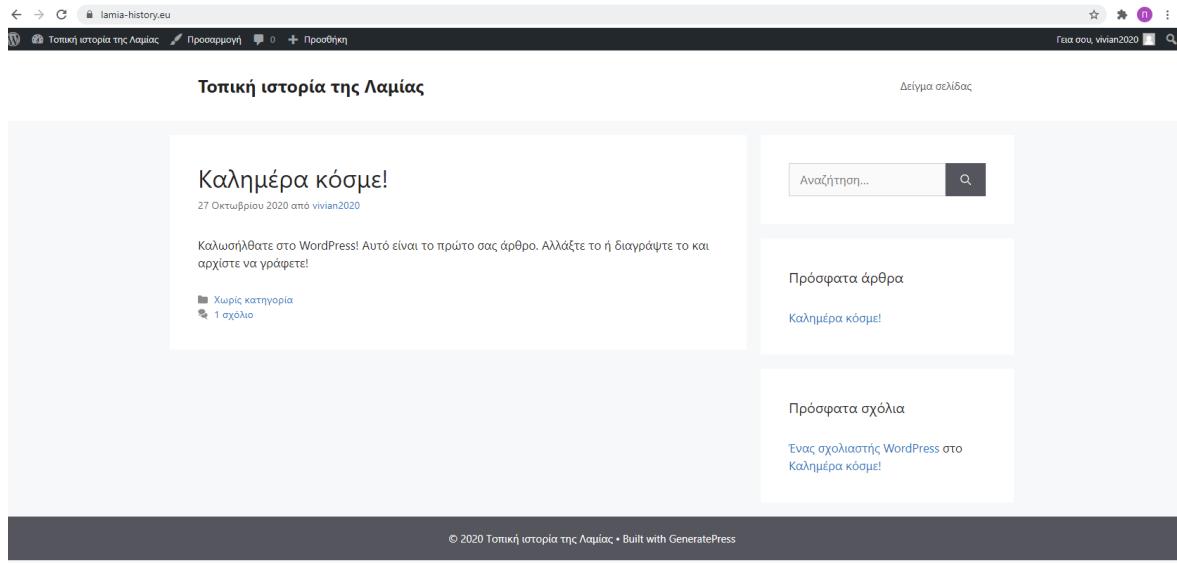 lamia-history.eu
Π
Τοπική ιστορία της Λαμίας Προσαρμογή 0 Προσθήκη Γεια σου, vivian2020
Τοπική ιστορία της Λαμίας
Δείγμα σελίδας
Καλημέρα κόσμε!
27 Οκτωβρίου 2020 από vivian2020
Καλωσήλθατε στο WordPress! Αυτό είναι το πρώτο σας άρθρο. Αλλάξτε το ή διαγράψτε το και
αρχίστε να γράφετε!
Χωρίς κατηγορία
1 σχόλιο
Αναζήτηση...
Πρόσφατα άρθρα
Καλημέρα κόσμε!
Πρόσφατα σχόλια
Ένας σχολιαστής WordPress στο
Καλημέρα κόσμε!
© 2020 Τοπική ιστορία της Λαμίας • Built with GeneratePress